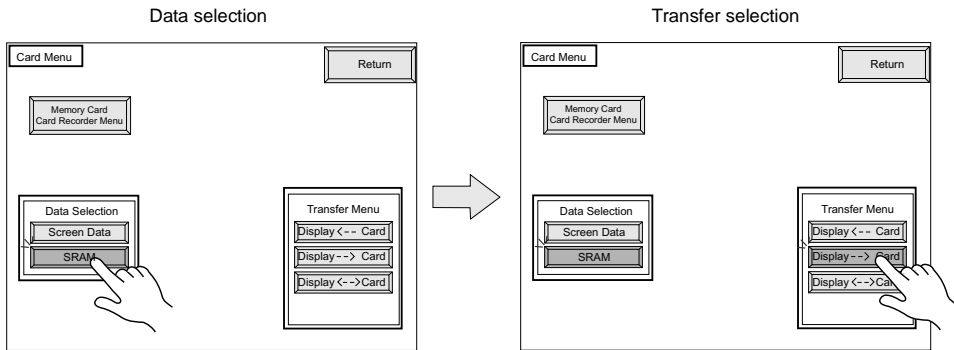 Data selection
Card Menu
Return
Memory Card
Card Recorder Menu
Data Selection
Screen Data
SRAM
Transfer Menu
Display <-- Card
Display --> Card
Display <--> Card
Transfer selection
Card Menu
Return
Memory Card
Card Recorder Menu
Data Selection
Screen Data
SRAM
Transfer Menu
Display <-- Card
Display --> Card
Display <--> Card